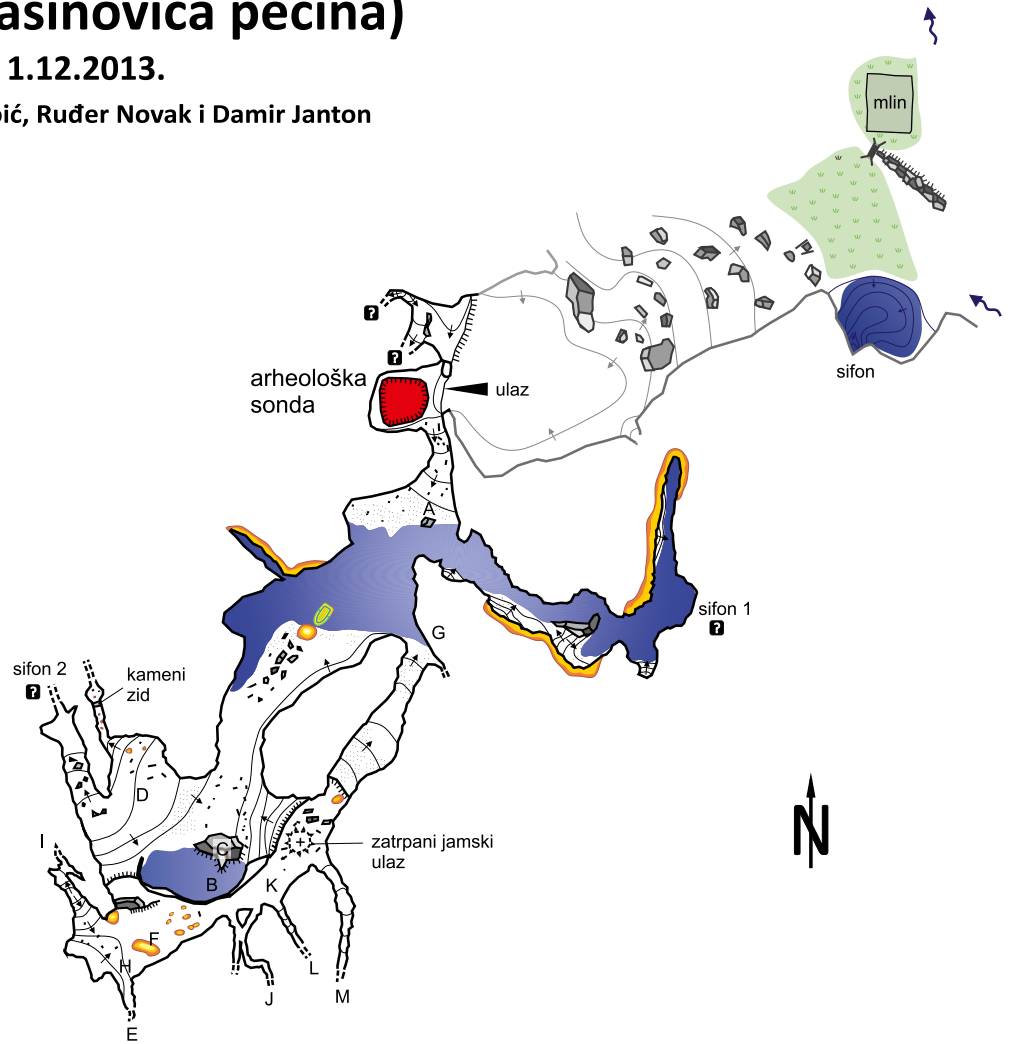 asinovića pećina)
1.12.2013.
bić, Ruđer Novak i Damir Janton
mlin
sifon
?
?
arheološka
sonda
ulaz
A
sifon 1
?
G
sifon 2
?
kameni
zid
D
I
C
B
zatrpani jamski
ulaz
K
F
H
L
J
M
E
N